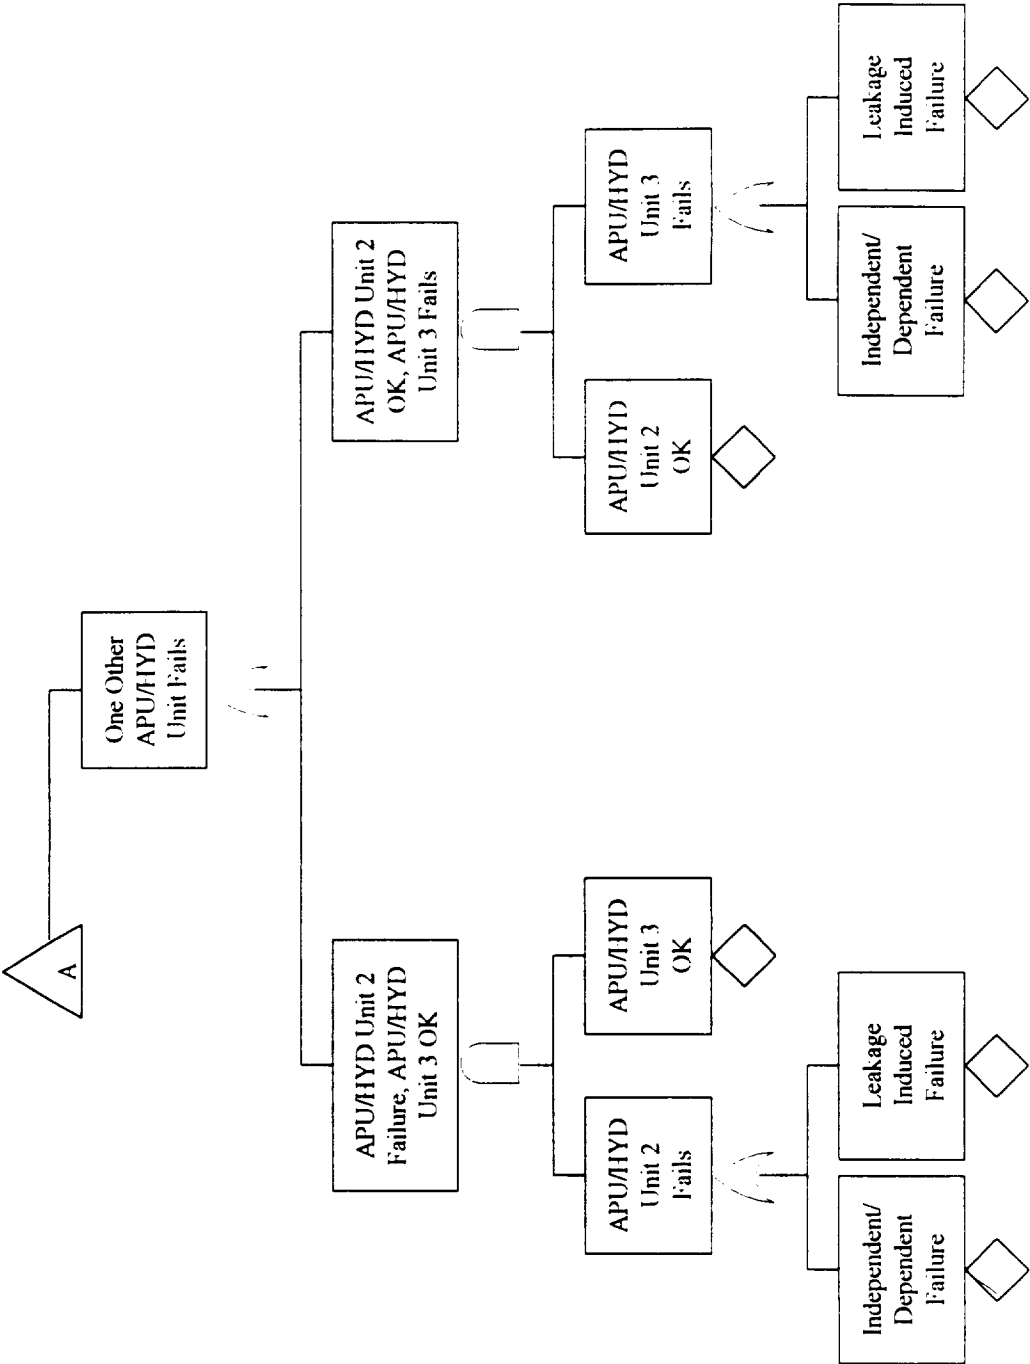 A
One Other
APU/HYD
Unit Fails
APU/HYD Unit 2
Failure, APU/HYD
Unit 3 OK
APU/HYD Unit 2
OK, APU/HYD
Unit 3 Fails
APU/HYD
Unit 2
Fails
APU/HYD
Unit 3
OK
APU/HYD
Unit 2
OK
APU/HYD
Unit 3
Fails
Independent/
Dependent
Failure
Leakage
Induced
Failure
Independent/
Dependent
Failure
Leakage
Induced
Failure